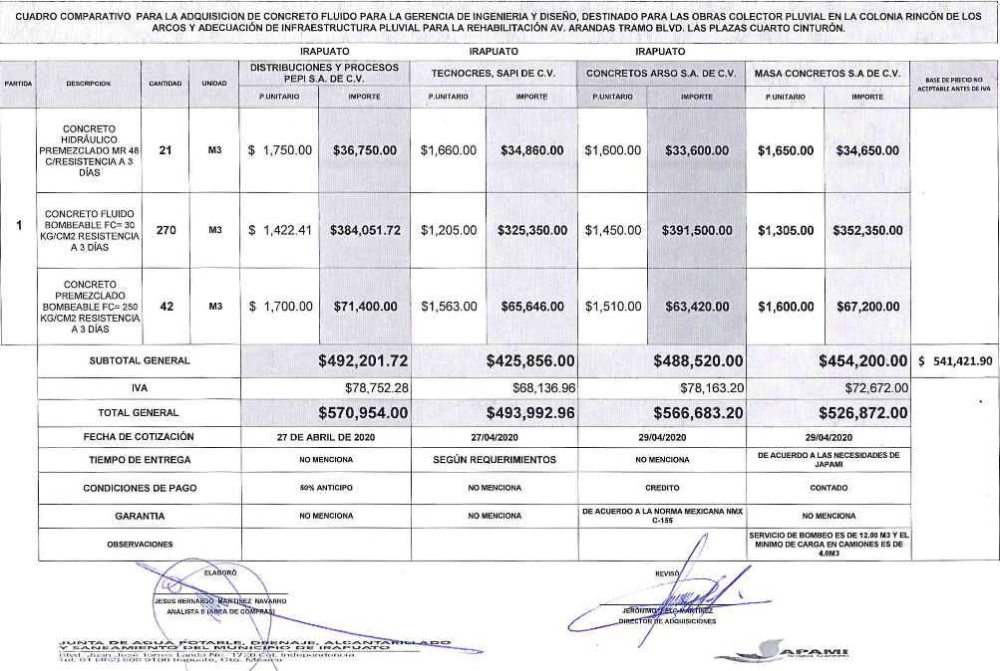 CUADRO COMPARATIVO PARA LA ADQUISICION DE CONCRETO FLUIDO PARA LA GERENCIA DE INGENIERIA Y DISEÑO, DESTINADO PARA LAS OBRAS COLECTOR PLUVIAL EN LA COLONIA RINCÓN DE LOS
ARCOS Y ADECUACIÓN DE INFRAESTRUCTURA PLUVIAL PARA LA REHABILITACIÓN AV. ARANDAS TRAMO BLVD. LAS PLAZAS CUARTO CINTURÓN.
IRAPUATO IRAPUATO IRAPUATO
PARTIDA DESCRIPCION CANTIDAD UNIDAD DISTRIBUCIONES Y PROCESOS PEPI S.A. DE C.V. TECNOCRES, SAPI DE C.V. CONCRETOS ARSO S.A. DE C.V. MASA CONCRETOS S.A DE C.V. BASE DE PRECIO NO ACEPTABLE ANTES DE IVA
P.UNITARIO IMPORTE P.UNITARIO IMPORTE P.UNITARIO IMPORTE P.UNITARIO IMPORTE
1
CONCRETO
HIDRÁULICO
PREMEZCLADO MR 48
C/RESISTENCIA A 3
DÍAS
21 M3 $ 1,750.00 $36,750.00 $1,660.00 $34,860.00 $1,600.00 $33,600.00 $1,650.00 $34,650.00
CONCRETO FLUIDO
BOMBEABLE FC= 30
KG/CM2 RESISTENCIA
A 3 DÍAS
270 M3 $ 1,422.41 $384,051.72 $1,205.00 $325,350.00 $1,450.00 $391,500.00 $1,305.00 $352,350.00
CONCRETO
PREMEZCLADO
BOMBEABLE FC= 250
KG/CM2 RESISTENCIA
A 3 DÍAS
42 M3 $ 1,700.00 $71,400.00 $1,563.00 $65,646.00 $1,510.00 $63,420.00 $1,600.00 $67,200.00
SUBTOTAL GENERAL $492,201.72 $425,856.00 $488,520.00 $454,200.00 $ 541,421.90
IVA $78,752.28 $68,136.96 $78,163.20 $72,672.00
TOTAL GENERAL $570,954.00 $493,992.96 $566,683.20 $526,872.00
FECHA DE COTIZACIÓN 27 DE ABRIL DE 2020 27/04/2020 29/04/2020 29/04/2020
TIEMPO DE ENTREGA NO MENCIONA SEGÚN REQUERIMIENTOS NO MENCIONA DE ACUERDO A LAS NECESIDADES DE JAPAMI
CONDICIONES DE PAGO 50% ANTICIPO NO MENCIONA CREDITO CONTADO
GARANTIA NO MENCIONA NO MENCIONA DE ACUERDO A LA NORMA MEXICANA NMX C-155 NO MENCIONA
OBSERVACIONES SERVICIO DE BOMBEO ES DE 12.00 M3 Y EL MINIMO DE CARGA EN CAMIONES ES DE 4.0M3
ELABORÓ
JESUS BERNARDO MARTINEZ NAVARRO
ANALISTA B (AREA DE COMPRAS)
REVISÓ
JERÓNIMO MARTINEZ
DIRECTOR DE ADQUISICIONES
JUNTA DE AGUA POTABLE, DRENAJE, ALCANTARILLADO
Y SANEAMIENTO DEL MUNICIPIO DE IRAPUATO
Blvd. Juan José Torres Landa No. 1720 Col. Independencia
Tel. 01 (462) 606 9100 Irapuato, Gto. México
JAPAMI